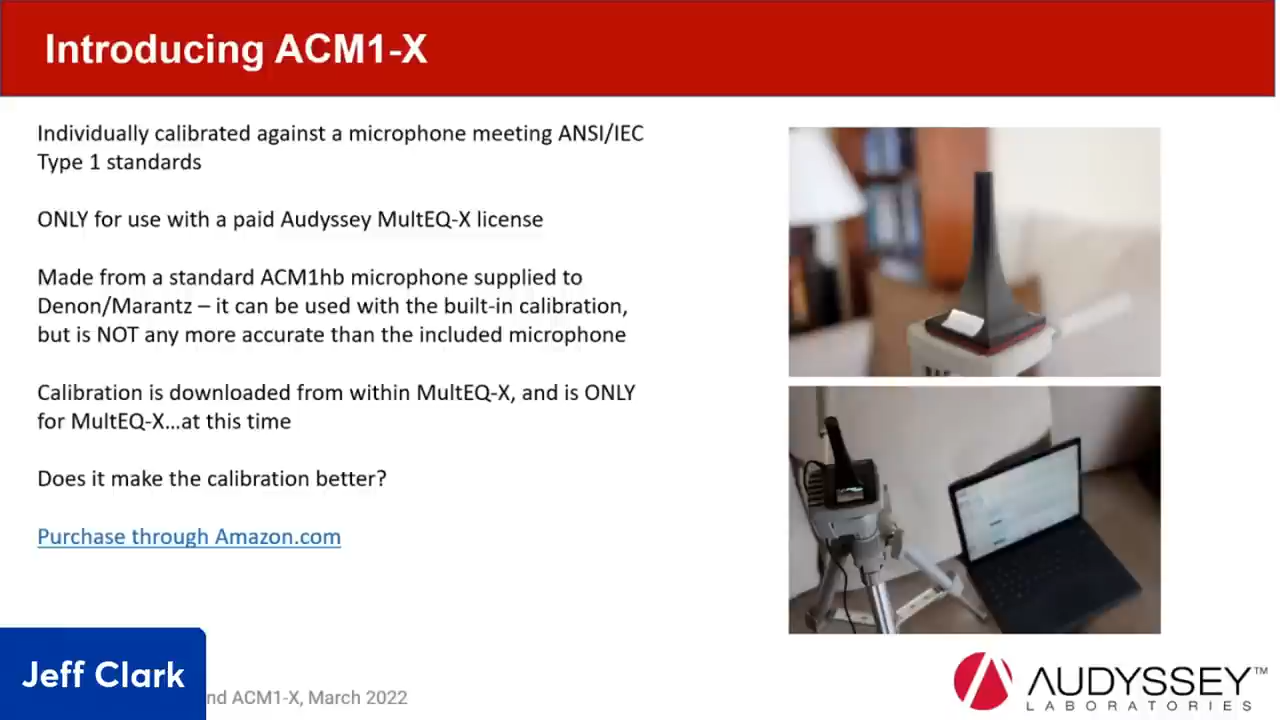 Introducing ACM1-X
Individually calibrated against a microphone meeting ANSI/IEC
Type 1 standards
ONLY for use with a paid Audyssey MultEQ-X license
Made from a standard ACM1hb microphone supplied to
Denon/Marantz – it can be used with the built-in calibration,
but is NOT any more accurate than the included microphone
Calibration is downloaded from within MultEQ-X, and is ONLY
for MultEQ-X...at this time
Does it make the calibration better?
Purchase through Amazon.com
Jeff Clark
ACM1-X, March 2022
AUDYSSEY™
LABORATORIES